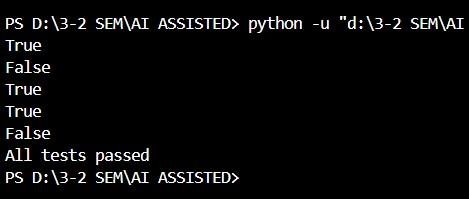 PS D:\3-2 SEM\AI ASSISTED> python -u "d:\3-2 SEM\AI
True
False
True
True
False
All tests passed
PS D:\3-2 SEM\AI ASSISTED>